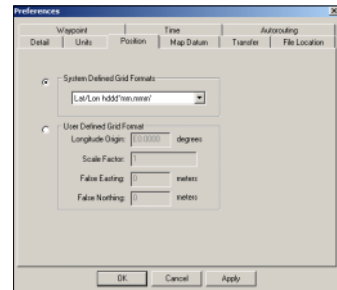 Preferences
Waypoint Time Autorouting
Detail Units Position Map Datum Transfer File Location
System Defined Grid Formats
Lat/Lon hddd°mm.mmm'
User Defined Grid Format
Longitude Origin: E0.0000 degrees
Scale Factor: 1
False Easting: 0 meters
False Northing: 0 meters
OK Cancel Apply